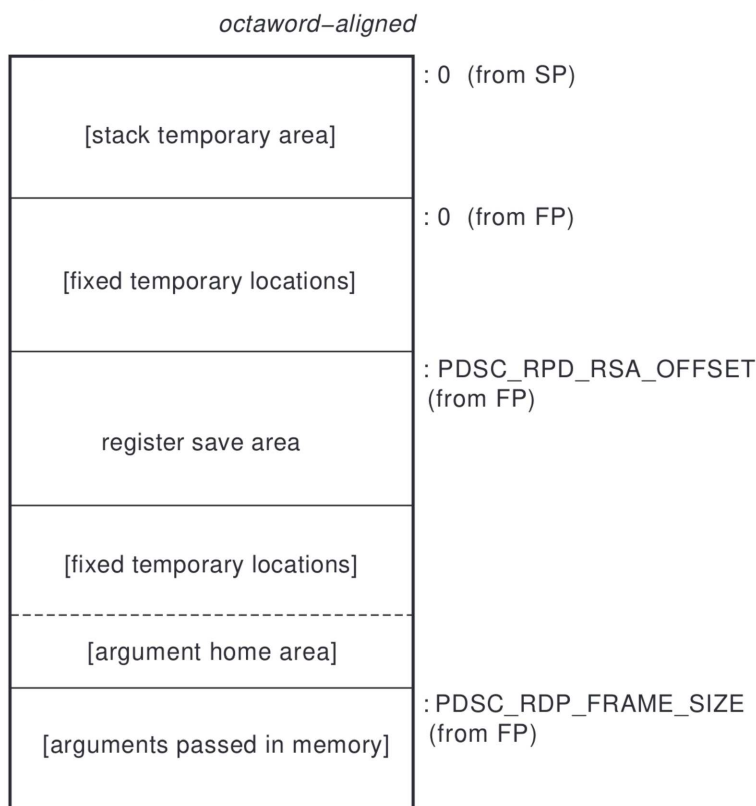 octaword–aligned
: 0 (from SP)
[stack temporary area]
: 0 (from FP)
[fixed temporary locations]
: PDSC_RPD_RSA_OFFSET
(from FP)
register save area
[fixed temporary locations]
[argument home area]
: PDSC_RDP_FRAME_SIZE
(from FP)
[arguments passed in memory]